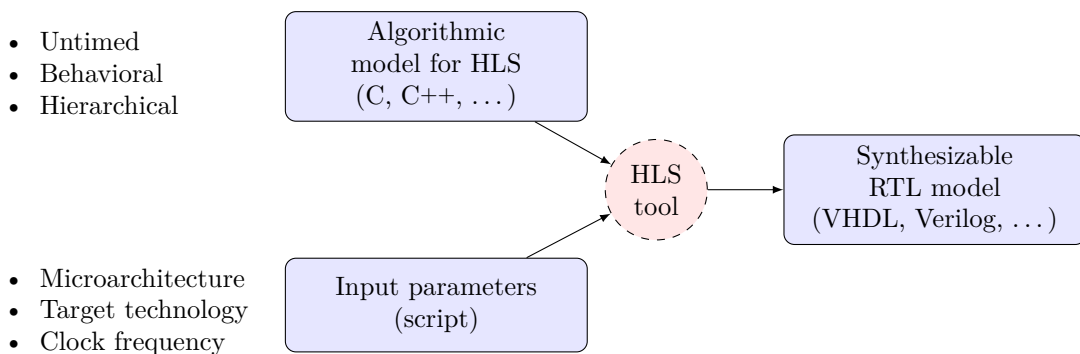 • Untimed
• Behavioral
• Hierarchical
Algorithmic
model for HLS
(C, C++, . . . )
HLS
tool
Synthesizable
RTL model
(VHDL, Verilog, . . . )
• Microarchitecture
• Target technology
• Clock frequency
Input parameters
(script)